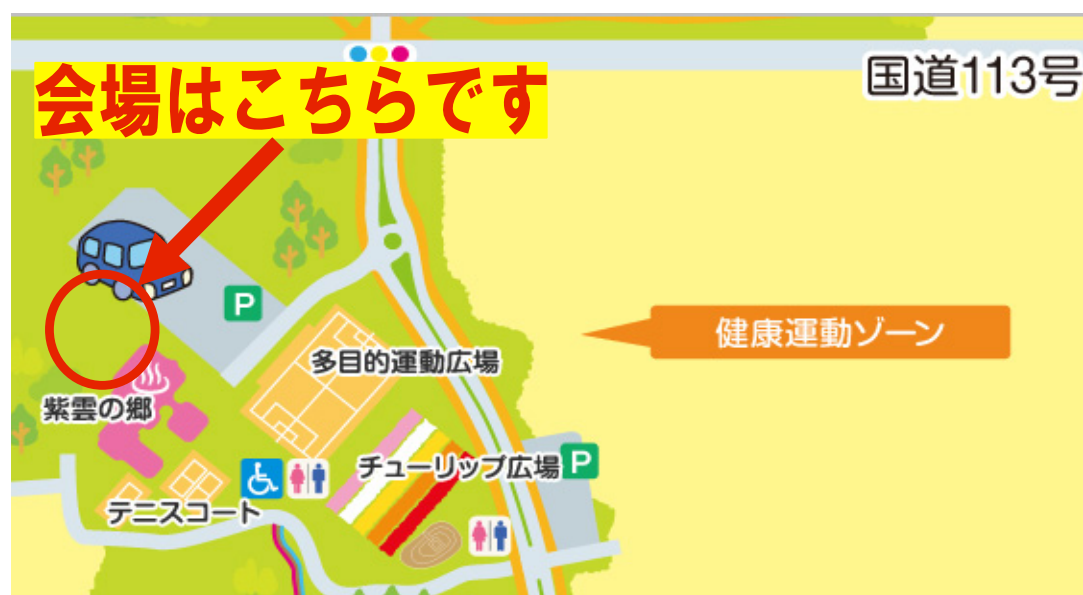 国道113号
会場はこちらです
P
健康運動ゾーン
多目的運動広場
紫雲の郷
チューリップ広場
P
テニスコート